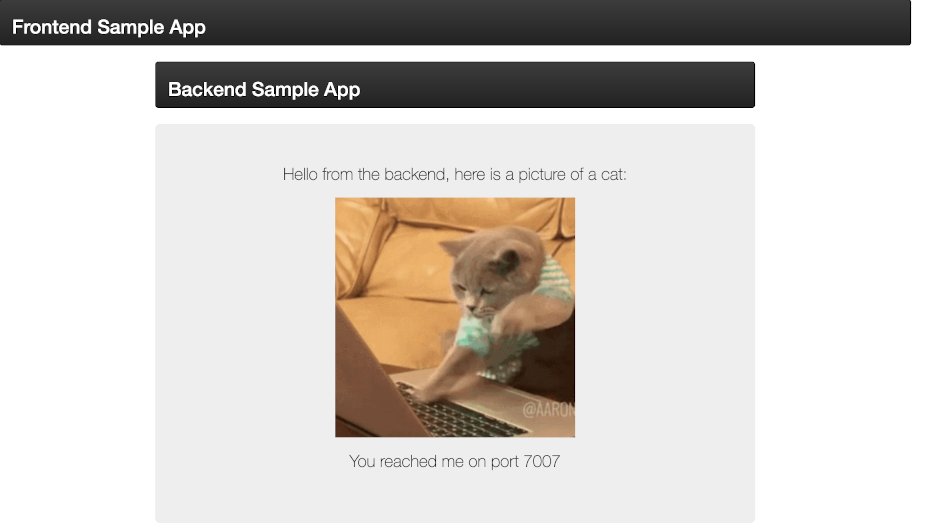 Frontend Sample App
Backend Sample App
Hello from the backend, here is a picture of a cat:
@AARON
You reached me on port 7007